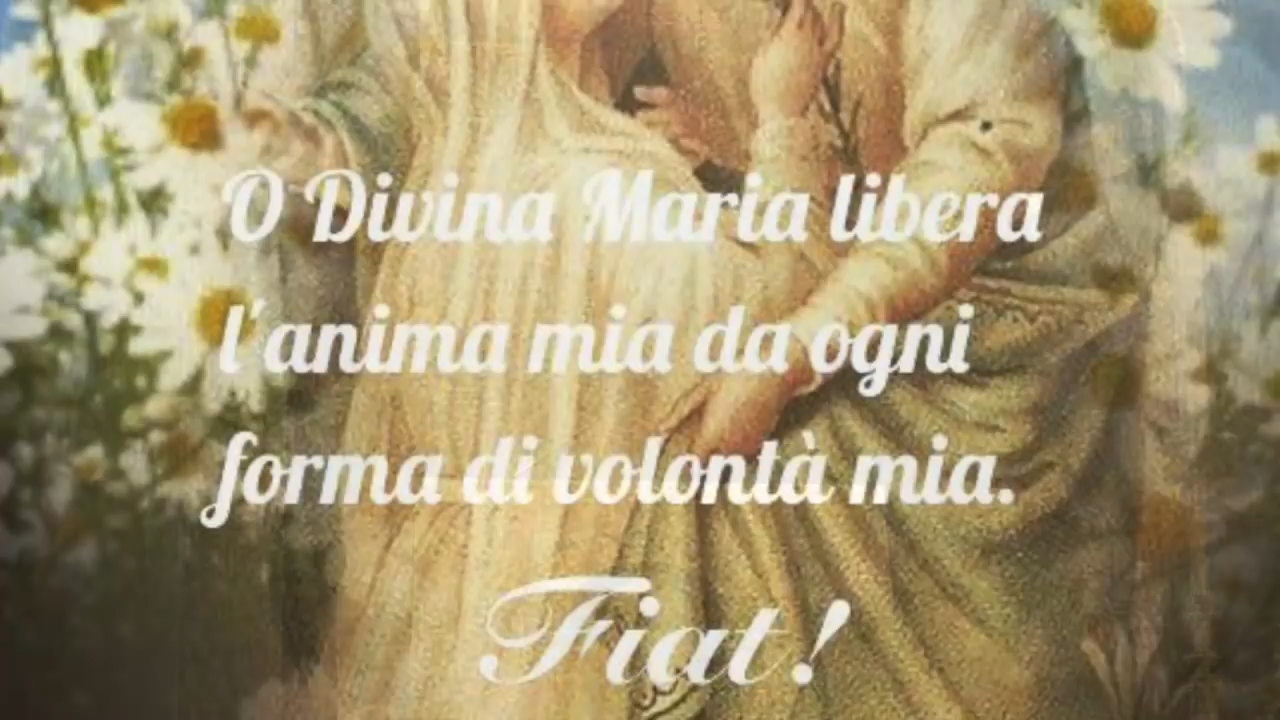 O Divina Maria libera
l'anima mia da ogni
forma di volontà mia.
Fiat!